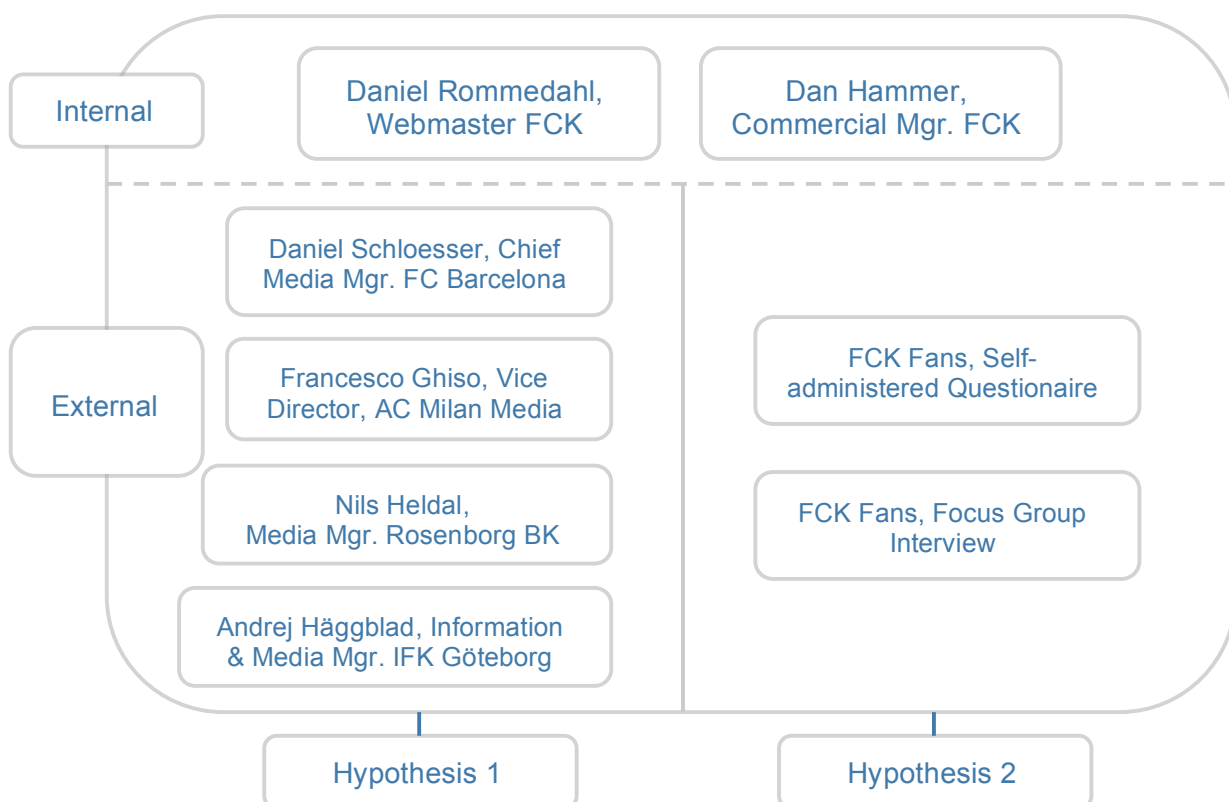 Internal
Daniel Rommedahl,
Webmaster FCK
Dan Hammer,
Commercial Mgr. FCK
External
Daniel Schloesser, Chief
Media Mgr. FC Barcelona
Francesco Ghiso, Vice
Director, AC Milan Media
Nils Heldal,
Media Mgr. Rosenborg BK
Andrej Häggblad, Information
& Media Mgr. IFK Göteborg
FCK Fans, Self-
administered Questionaire
FCK Fans, Focus Group
Interview
Hypothesis 1
Hypothesis 2